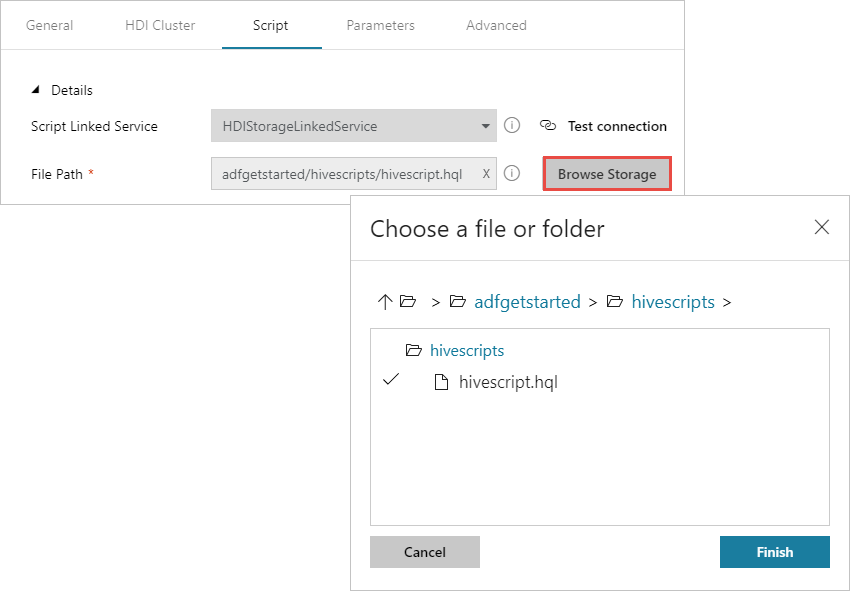 General HDI Cluster Script Parameters Advanced
Details
Script Linked Service HDIStorageLinkedService Test connection
File Path * adfgetstarted/hivescripts/hivescript.hql X Browse Storage
Choose a file or folder
> adfgetstarted > hivescripts >
hivescripts
hivescript.hql
Cancel Finish